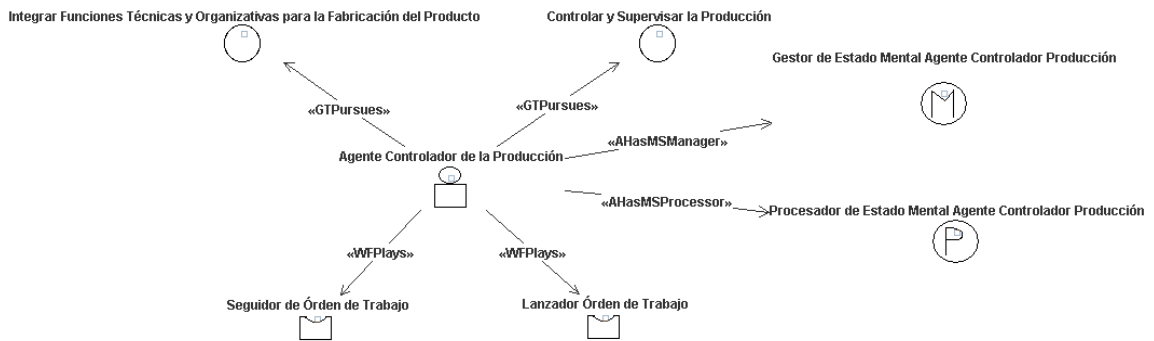 Integrar Funciones Técnicas y Organizativas para la Fabricación del Producto
Controlar y Supervisar la Producción
Gestor de Estado Mental Agente Controlador Producción
M
«GTPursues»
«GTPursues»
«AHasMSManager»
Agente Controlador de la Producción
«AHasMSProcessor»
Procesador de Estado Mental Agente Controlador Producción
P
«WFPlays»
«WFPlays»
Seguidor de Órden de Trabajo
Lanzador Órden de Trabajo